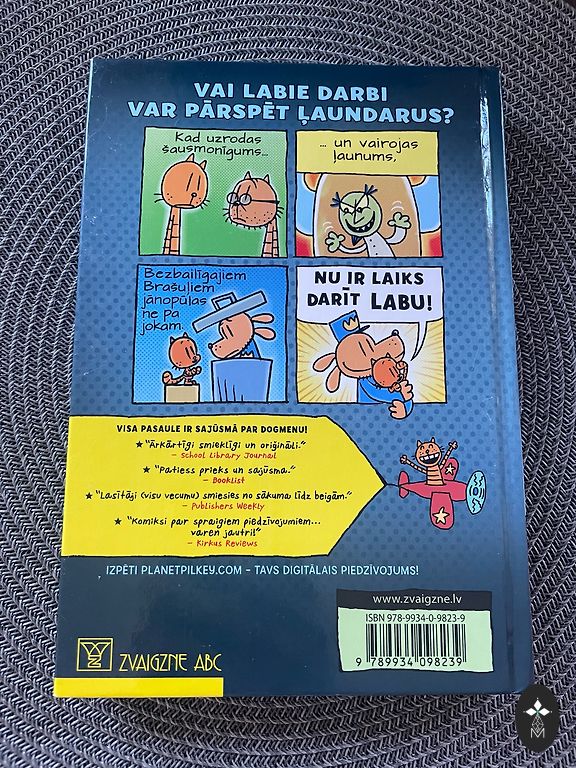 VAI LABIE DARBI
VAR PĀRSPĒT ĻAUNDARUS?
Kad uzrodas
šausmonīgums...
... un vairojas
ļaunums,
Bezbailīgajiem
Brašuļiem
jānopūlas
ne pa
jokam.
NU IR LAIKS
DARĪT LABU!
VISA PASAULE IR SAJŪSMĀ PAR DOGMENU!
★ "Ārkārtīgi smieklīgi un oriģināli."
– School Library Journal
★ "Patiess prieks un sajūsma."
– Booklist
★ "Lasītāji (visu vecumu) smiesies no sākuma līdz beigām."
– Publishers Weekly
★ "Komiksi par spraigiem piedzīvojumiem...
varen jautri!"
– Kirkus Reviews
IZPĒTI PLANETPILKEY.COM – TAVS DIGITĀLAIS PIEDZĪVOJUMS!
www.zvaigzne.lv
ISBN 978-9934-0-9823-9
9 789934 098239
ZVAIGZNE ABC
M